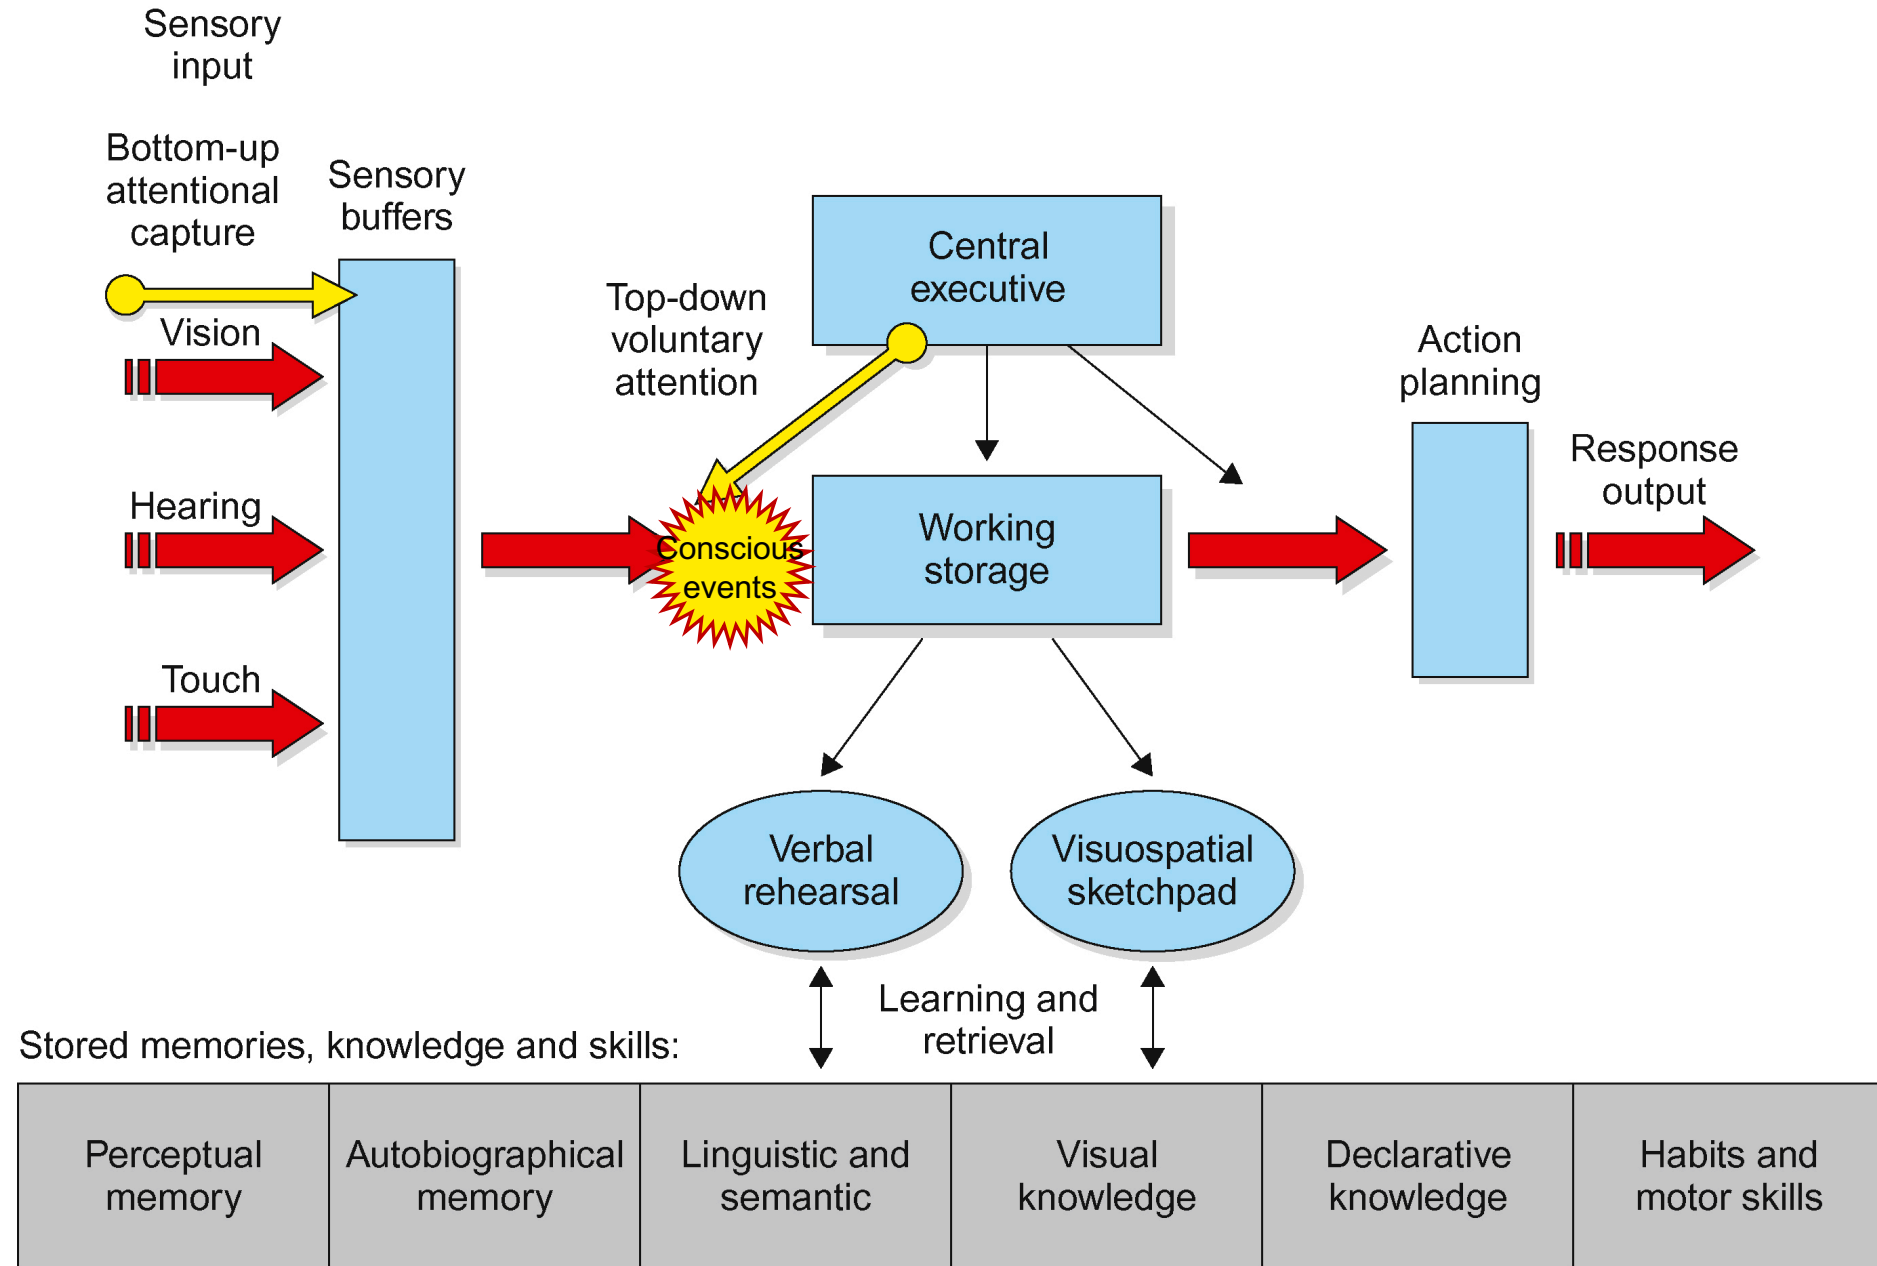 Sensory
input
Bottom-up
attentional
capture
Sensory
buffers
Vision
Hearing
Touch
Top-down
voluntary
attention
Central
executive
Conscious
events
Working
storage
Action
planning
Response
output
Verbal
rehearsal
Visuospatial
sketchpad
Learning and
retrieval
Stored memories, knowledge and skills:
Perceptual
memory
Autobiographical
memory
Linguistic and
semantic
Visual
knowledge
Declarative
knowledge
Habits and
motor skills